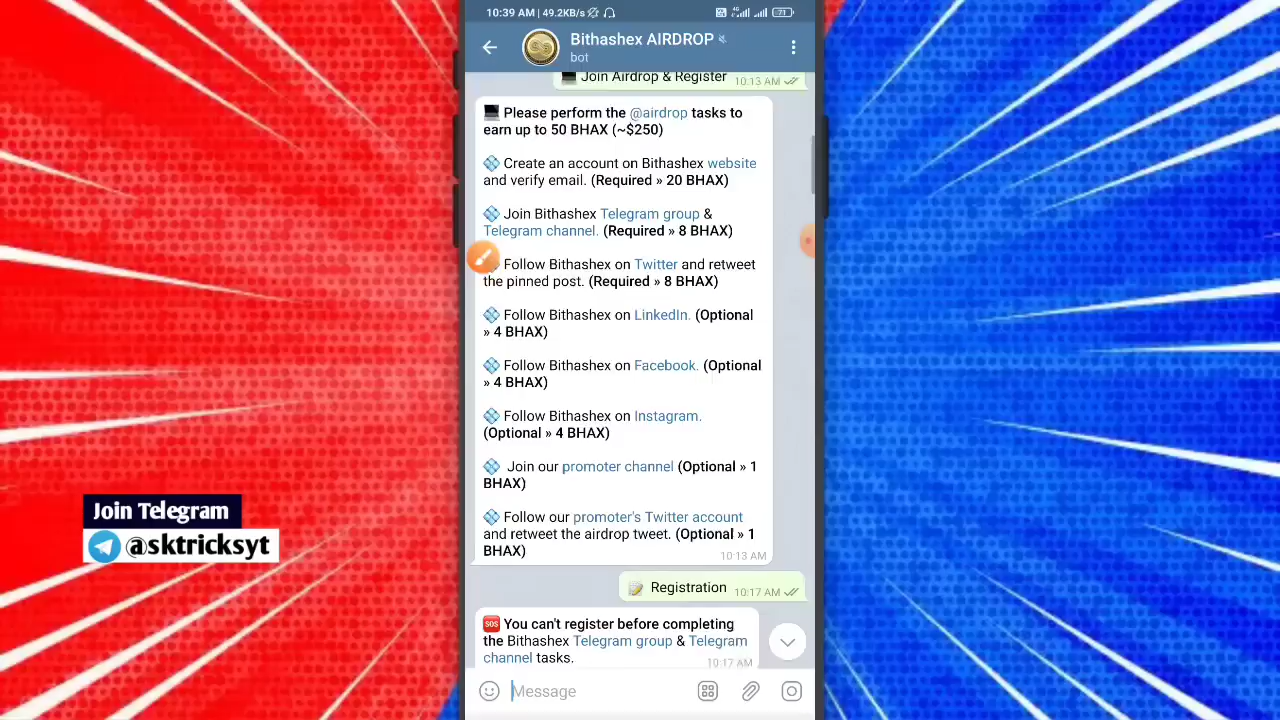 10:39 AM | 49.2KB/s
4G
71
Bithashex AIRDROP
bot
Join Airdrop & Register 10:13 AM
Please perform the @airdrop tasks to
earn up to 50 BHAX (~$250)
Create an account on Bithashex website
and verify email. (Required » 20 BHAX)
Join Bithashex Telegram group &
Telegram channel. (Required » 8 BHAX)
Follow Bithashex on Twitter and retweet
the pinned post. (Required » 8 BHAX)
Follow Bithashex on LinkedIn. (Optional
» 4 BHAX)
Follow Bithashex on Facebook. (Optional
» 4 BHAX)
Follow Bithashex on Instagram.
(Optional » 4 BHAX)
Join our promoter channel (Optional » 1
BHAX)
Follow our promoter's Twitter account
and retweet the airdrop tweet. (Optional » 1
BHAX)
10:13 AM
Registration 10:17 AM
SOS You can't register before completing
the Bithashex Telegram group & Telegram
channel tasks.
10:17 AM
Message
Join Telegram
@sktricksyt